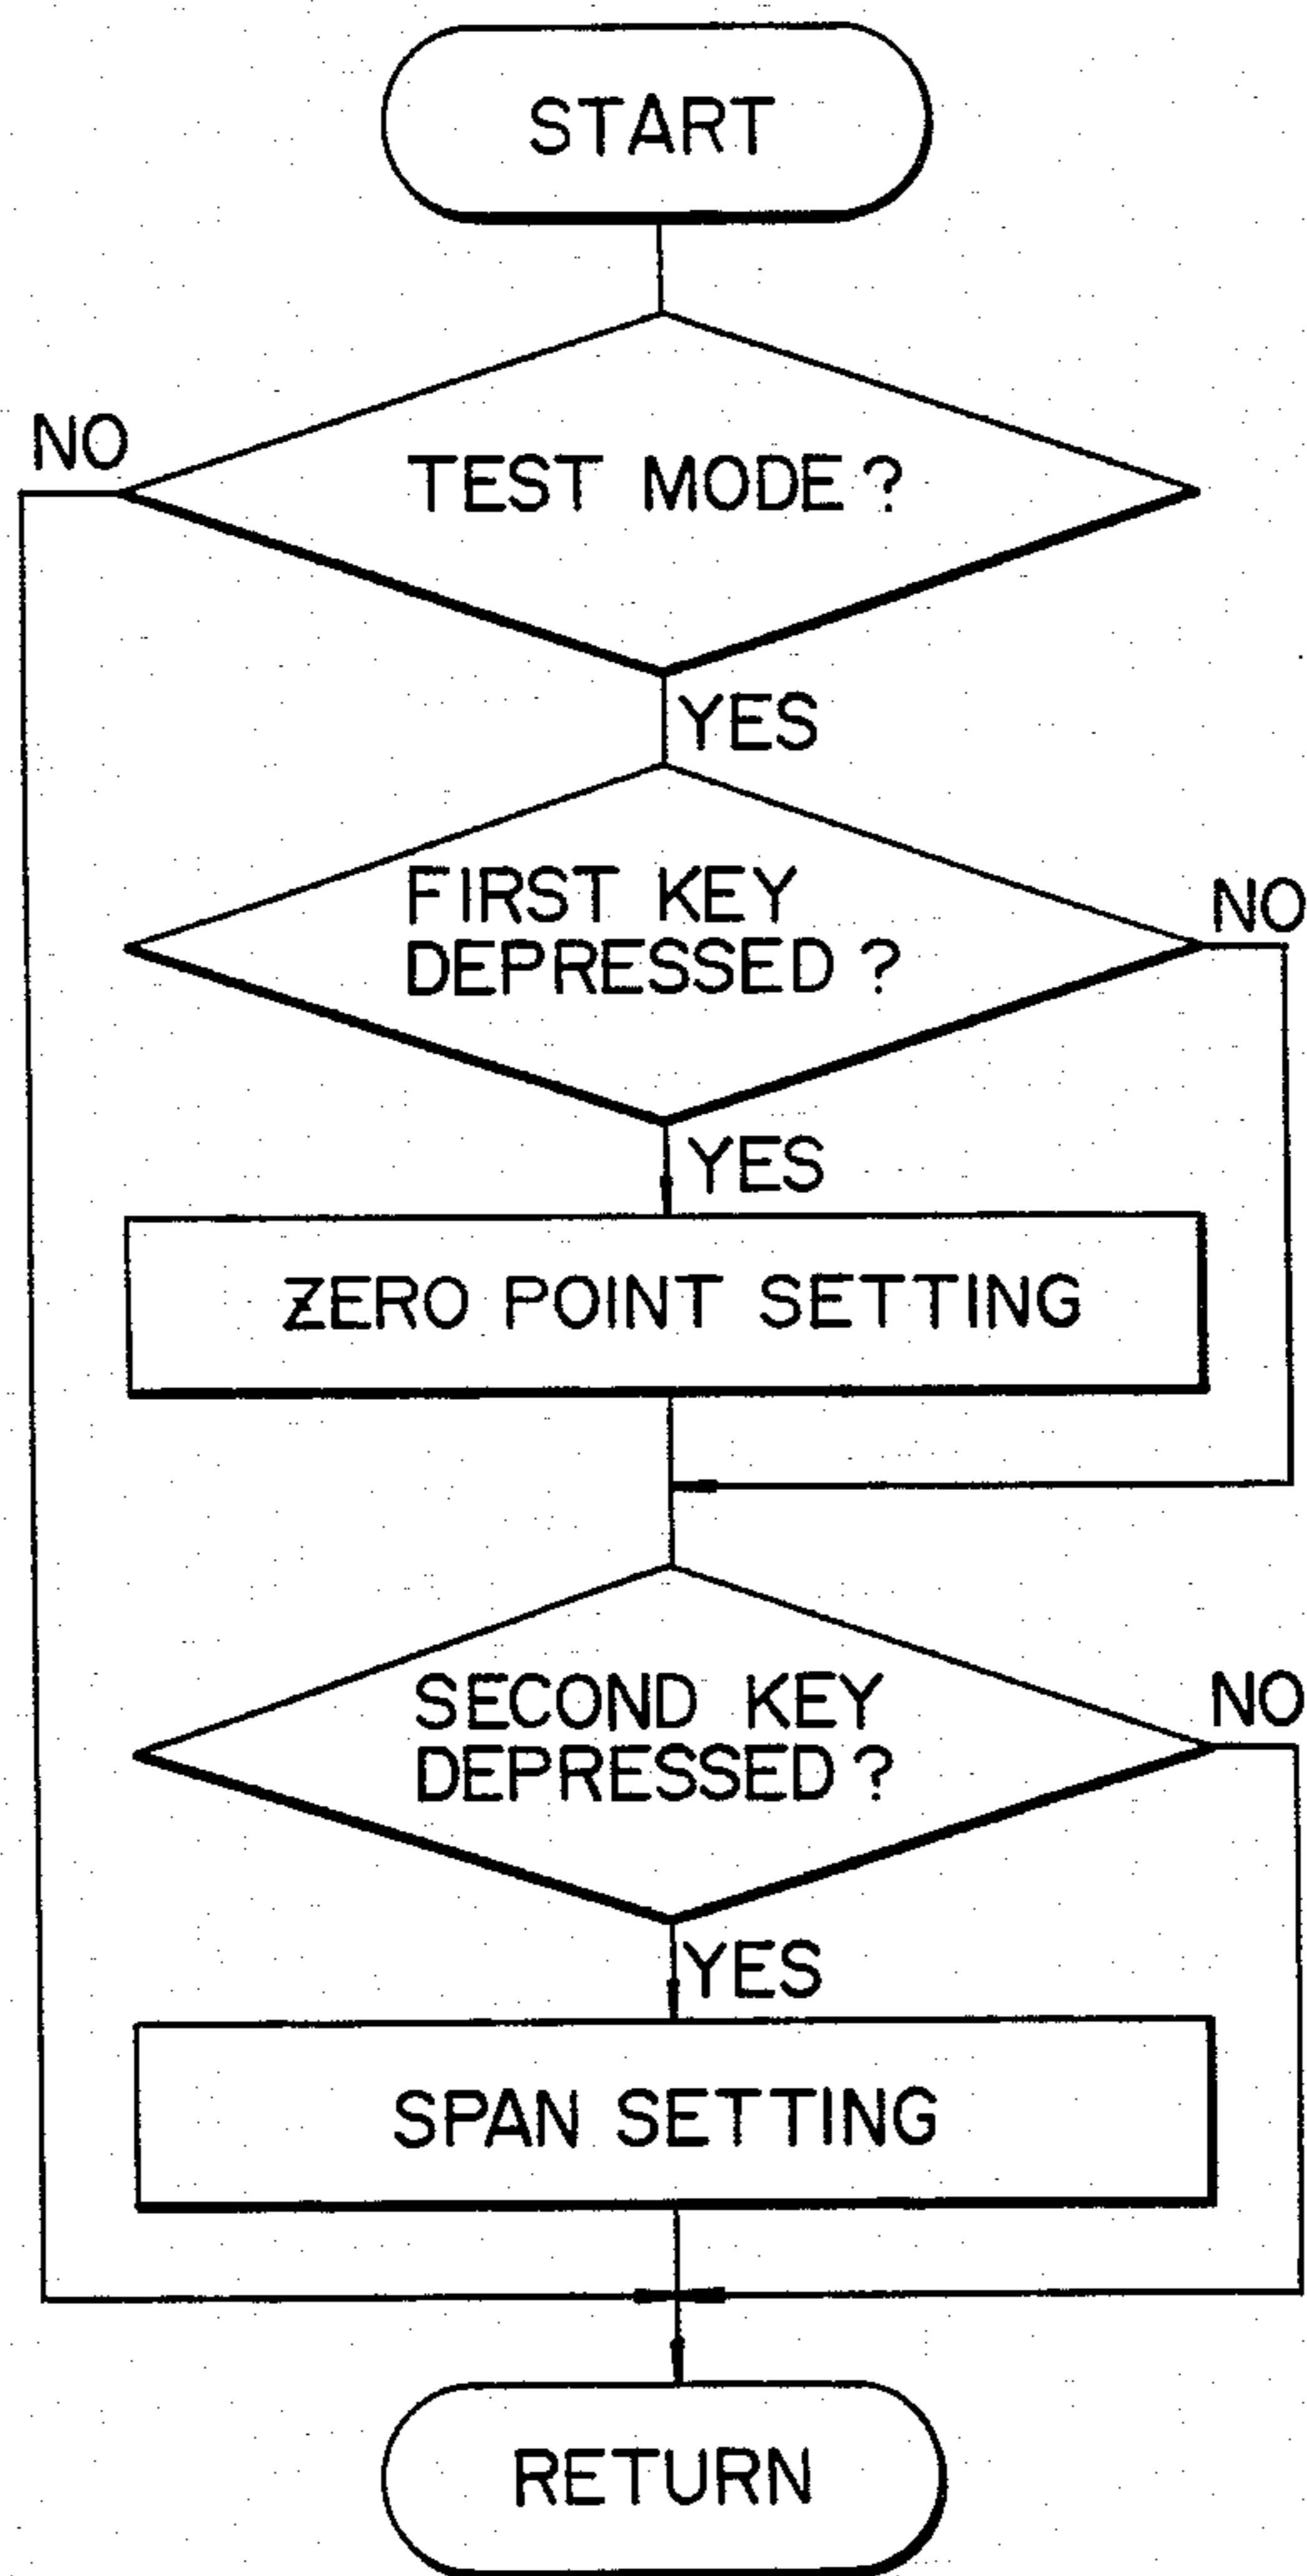 START
NO
TEST MODE ?
YES
FIRST KEY
DEPRESSED ?
NO
YES
ZERO POINT SETTING
SECOND KEY
DEPRESSED ?
NO
YES
SPAN SETTING
RETURN